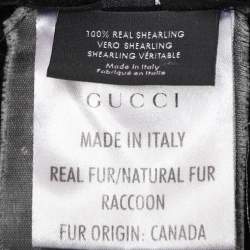 100% REAL SHEARLING
VERO SHEARLING
SHEARLING VÉRITABLE
Made in Italy
Fabriqué en Italie
GUCCI
MADE IN ITALY
REAL FUR/NATURAL FUR
RACCOON
FUR ORIGIN: CANADA